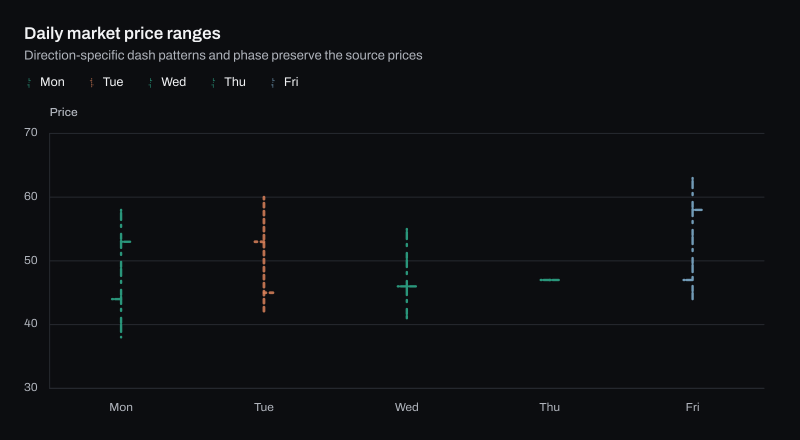 Daily market price ranges
Direction-specific dash patterns and phase preserve the source prices
Mon Tue Wed Thu Fri
Price
70
60
50
40
30
Mon Tue Wed Thu Fri